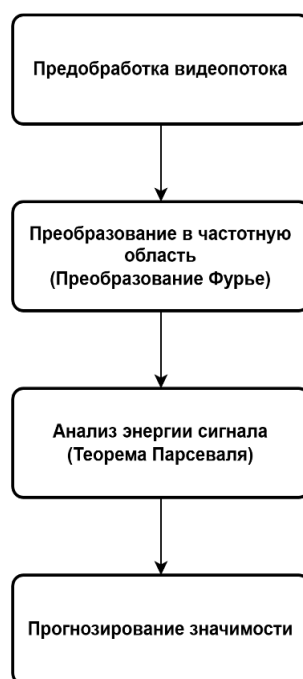 Предобработка видеопотока
Преобразование в частотную
область
(Преобразование Фурье)
Анализ энергии сигнала
(Теорема Парсеваля)
Прогнозирование значимости